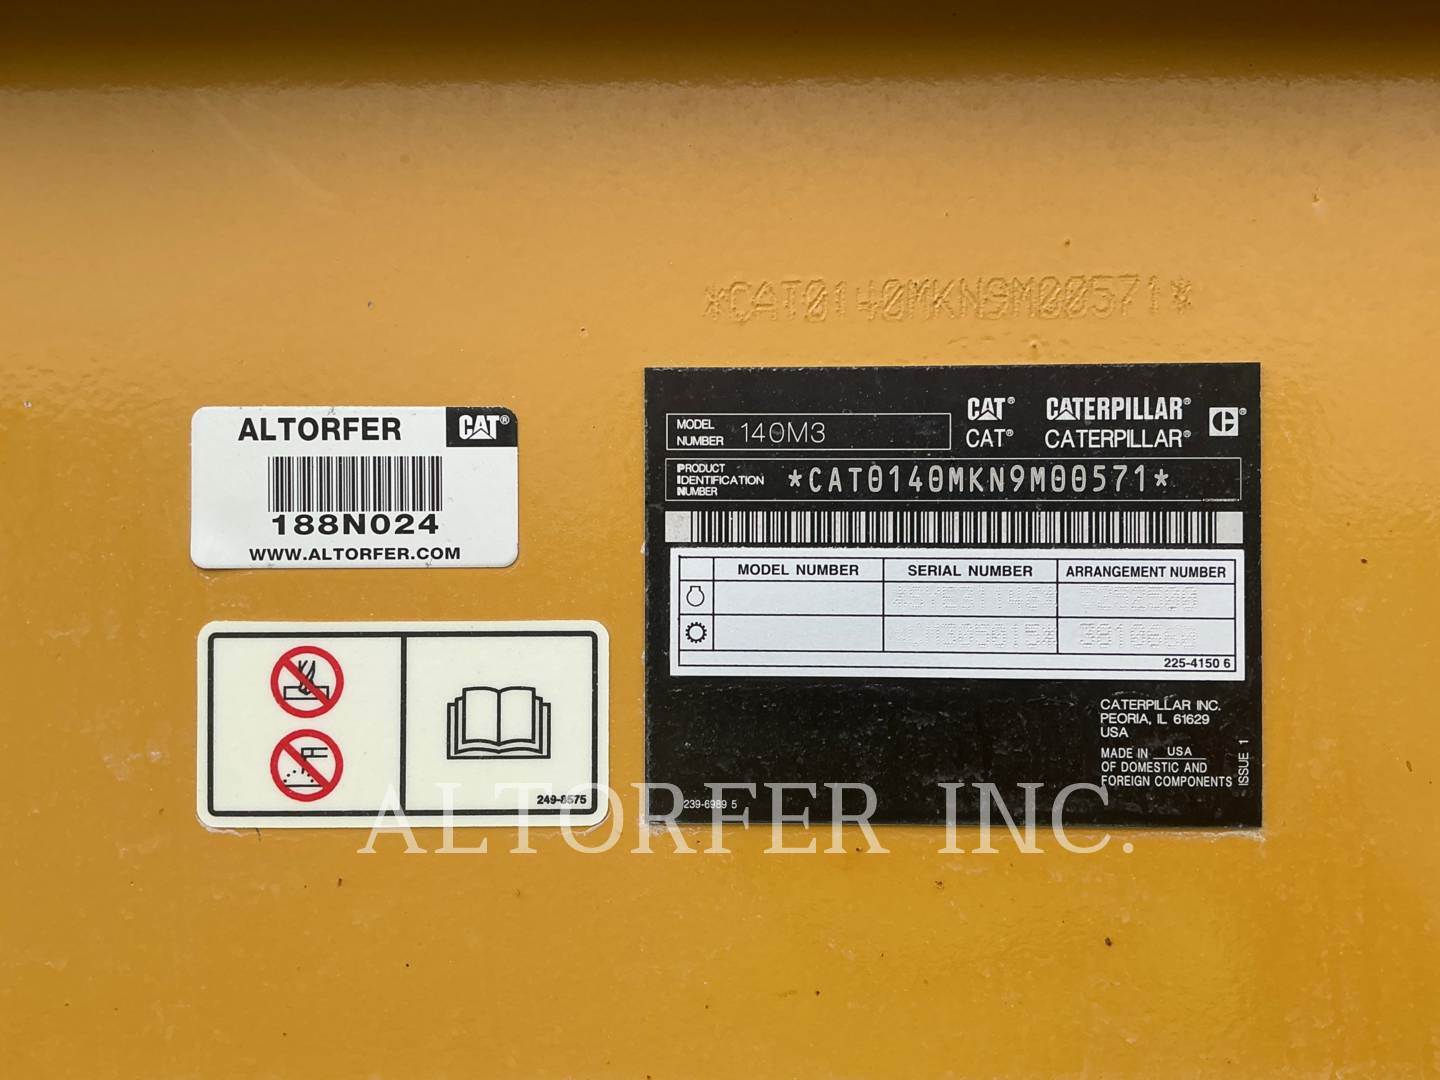 *CAT0140MKN9M00571*
ALTORFER CAT®
188N024
WWW.ALTORFER.COM
249-8575
CAT® CATERPILLAR®
CAT® CATERPILLAR®
MODEL NUMBER 140M3
PRODUCT IDENTIFICATION NUMBER *CAT0140MKN9M00571*
MODEL NUMBER SERIAL NUMBER ARRANGEMENT NUMBER
225-4150 6
CATERPILLAR INC.
PEORIA, IL 61629
USA
MADE IN USA
OF DOMESTIC AND
FOREIGN COMPONENTS
ISSUE 1
239-6989 5
ALTORFER INC.